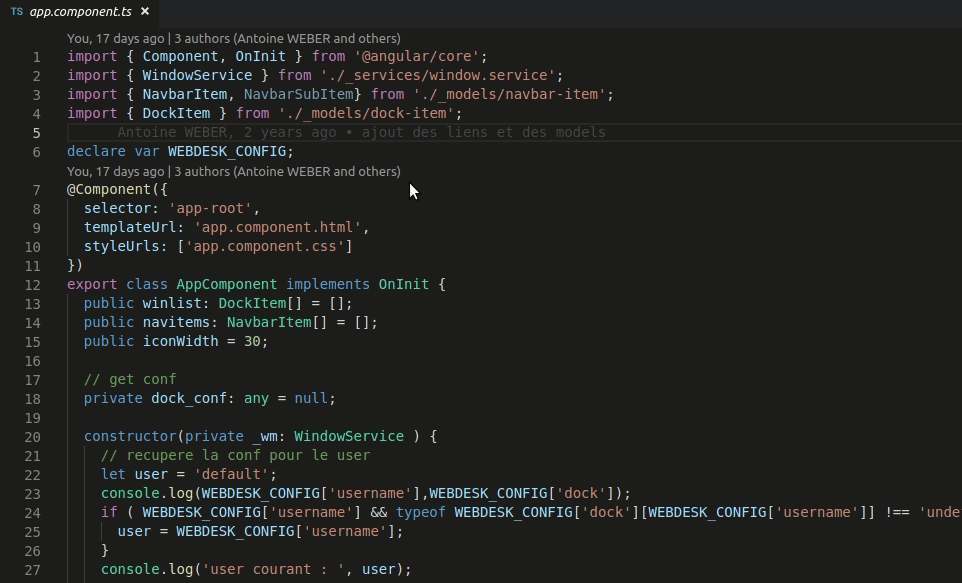 TS app.component.ts ×
You, 17 days ago | 3 authors (Antoine WEBER and others)
1 import { Component, OnInit } from '@angular/core';
2 import { WindowService } from './_services/window.service';
3 import { NavbarItem, NavbarSubItem} from './_models/navbar-item';
4 import { DockItem } from './_models/dock-item';
5 Antoine WEBER, 2 years ago • ajout des liens et des models
6 declare var WEBDESK_CONFIG;
You, 17 days ago | 3 authors (Antoine WEBER and others)
7 @Component({
8 selector: 'app-root',
9 templateUrl: 'app.component.html',
10 styleUrls: ['app.component.css']
11 })
12 export class AppComponent implements OnInit {
13 public winlist: DockItem[] = [];
14 public navitems: NavbarItem[] = [];
15 public iconWidth = 30;
16
17 // get conf
18 private dock_conf: any = null;
19
20 constructor(private _wm: WindowService ) {
21 // recupere la conf pour le user
22 let user = 'default';
23 console.log(WEBDESK_CONFIG['username'],WEBDESK_CONFIG['dock']);
24 if ( WEBDESK_CONFIG['username'] && typeof WEBDESK_CONFIG['dock'][WEBDESK_CONFIG['username']] !== 'unde
25 user = WEBDESK_CONFIG['username'];
26 }
27 console.log('user courant : ', user);